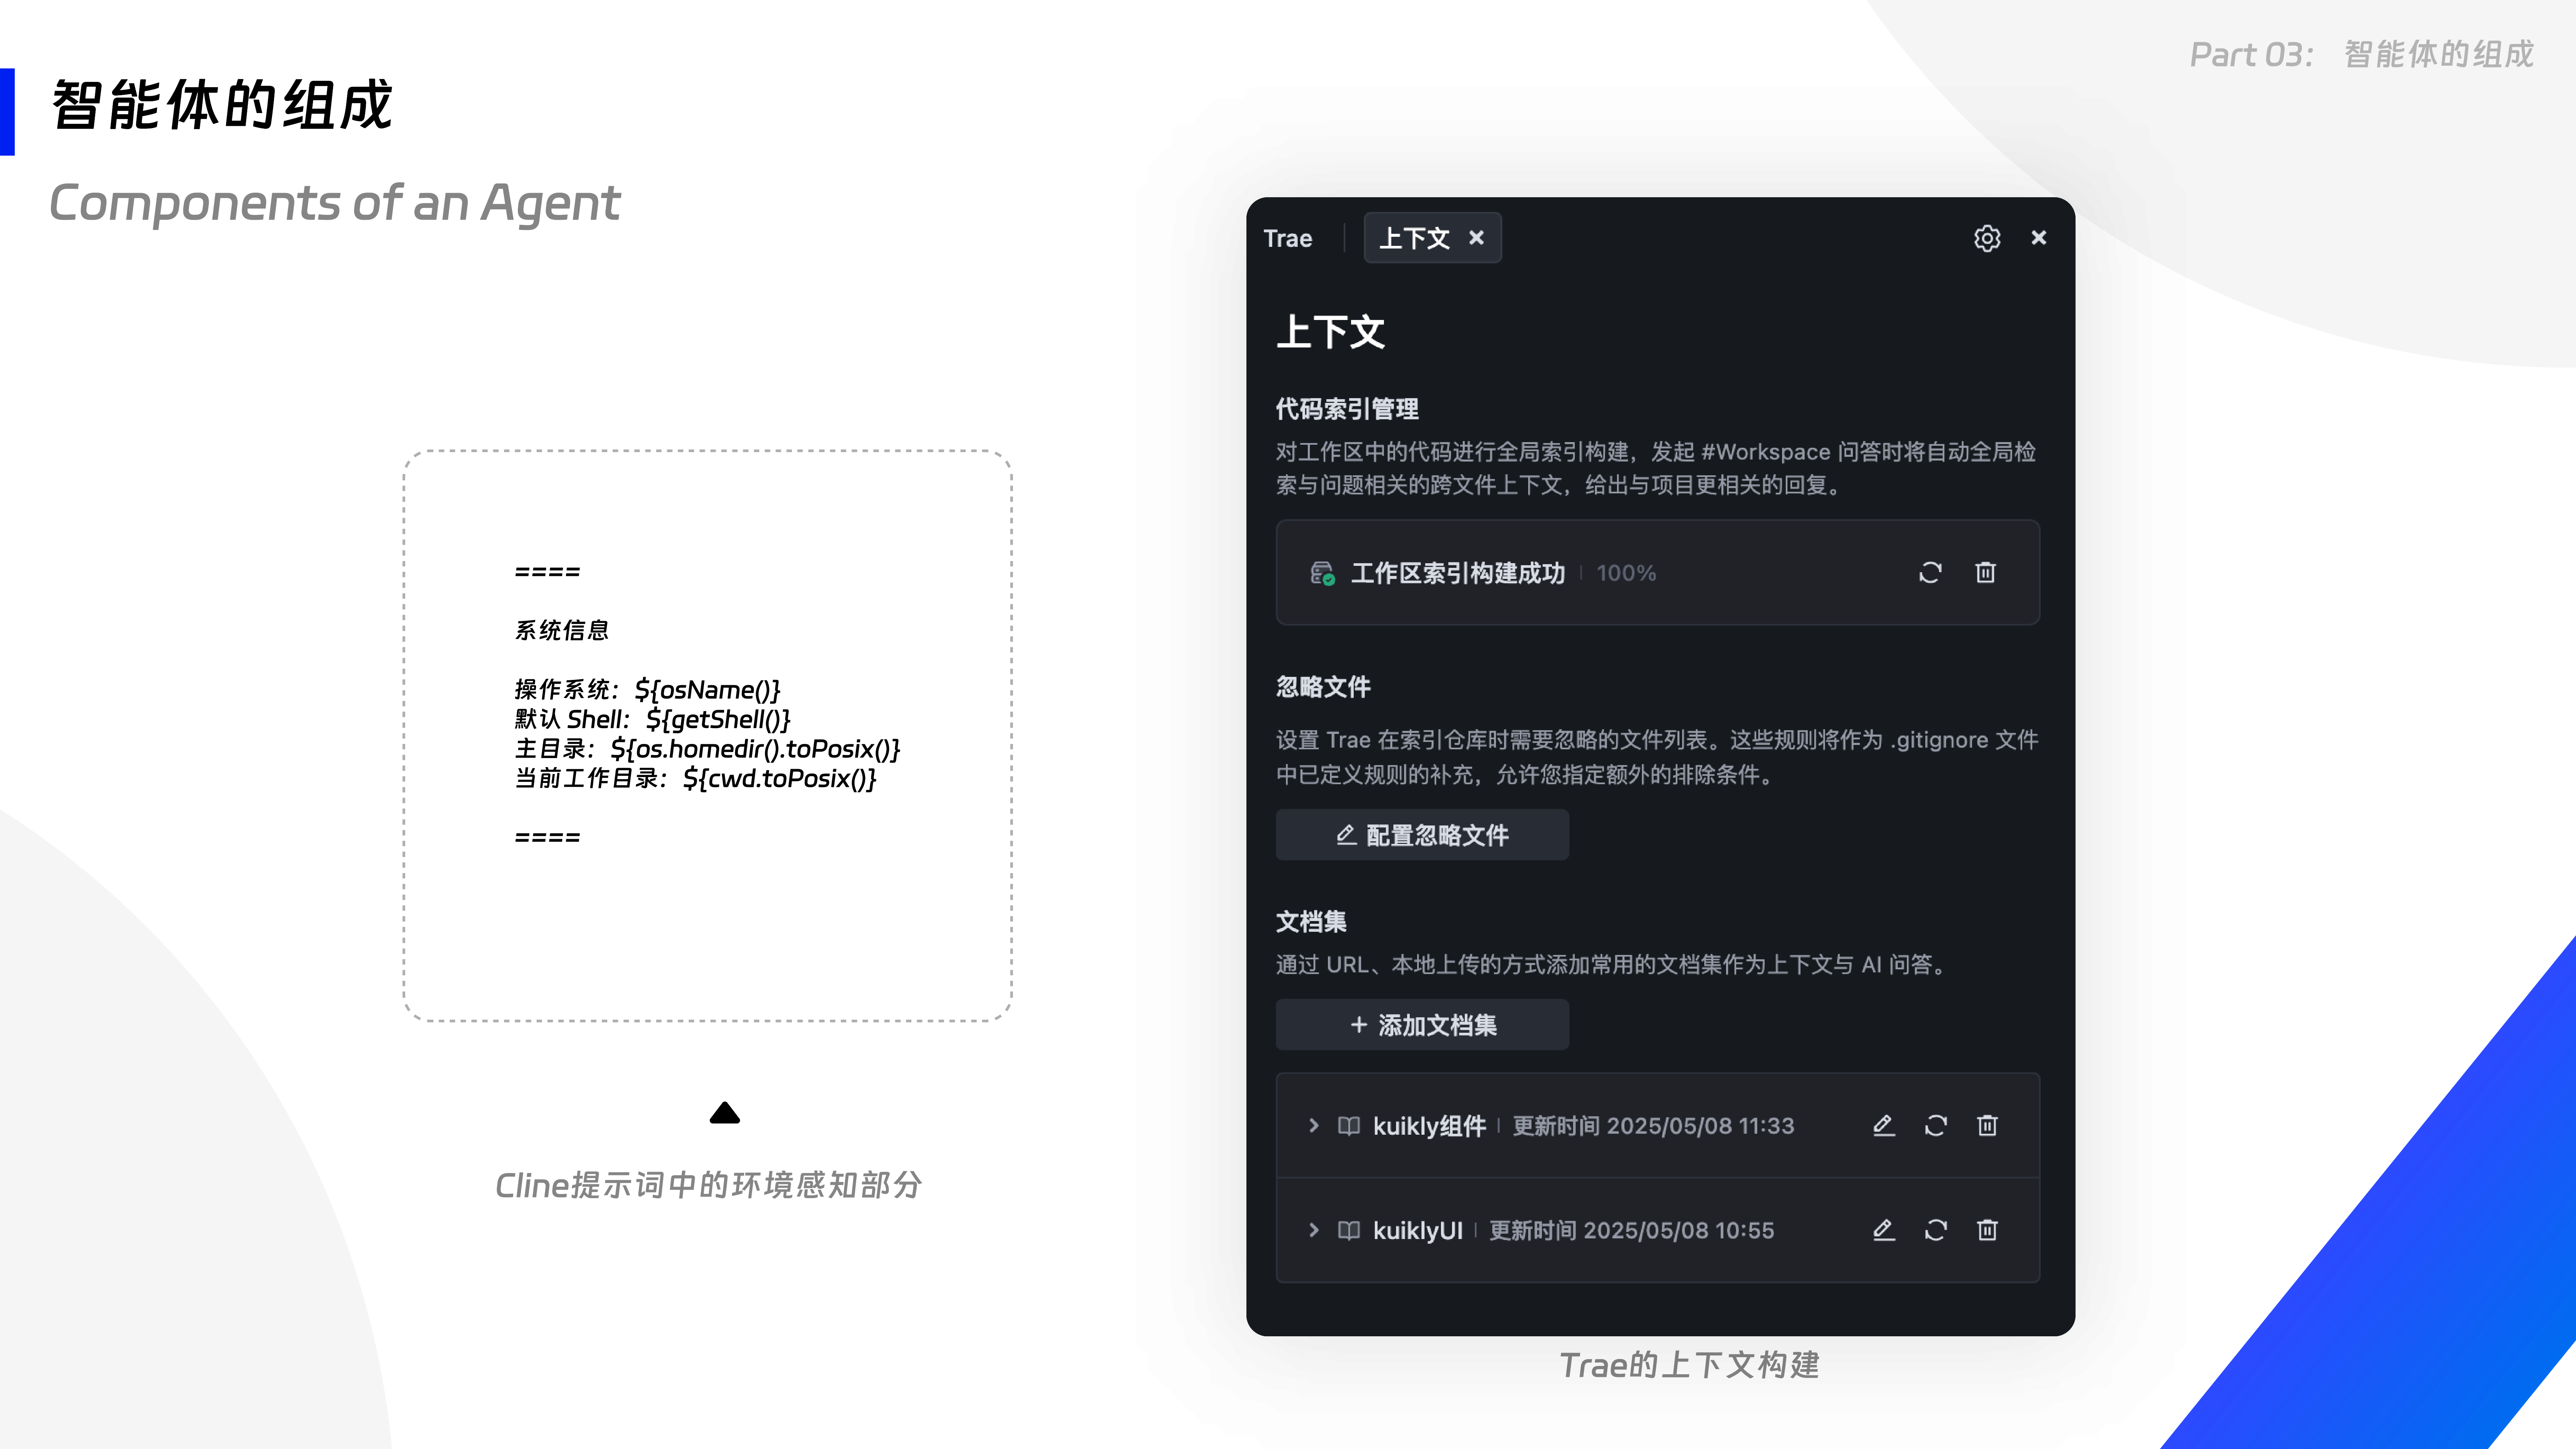 Part 03： 智能体的组成
智能体的组成
Components of an Agent
====
系统信息
操作系统：${osName()}
默认 Shell：${getShell()}
主目录：${os.homedir().toPosix()}
当前工作目录：${cwd.toPosix()}
====
Cline提示词中的环境感知部分
Trae
上下文
上下文
代码索引管理
对工作区中的代码进行全局索引构建，发起 #Workspace 问答时将自动全局检
索与问题相关的跨文件上下文，给出与项目更相关的回复。
工作区索引构建成功 100%
忽略文件
设置 Trae 在索引仓库时需要忽略的文件列表。这些规则将作为 .gitignore 文件
中已定义规则的补充，允许您指定额外的排除条件。
配置忽略文件
文档集
通过 URL、本地上传的方式添加常用的文档集作为上下文与 AI 问答。
+ 添加文档集
kuikly组件 更新时间 2025/05/08 11:33
kuiklyUI 更新时间 2025/05/08 10:55
Trae的上下文构建